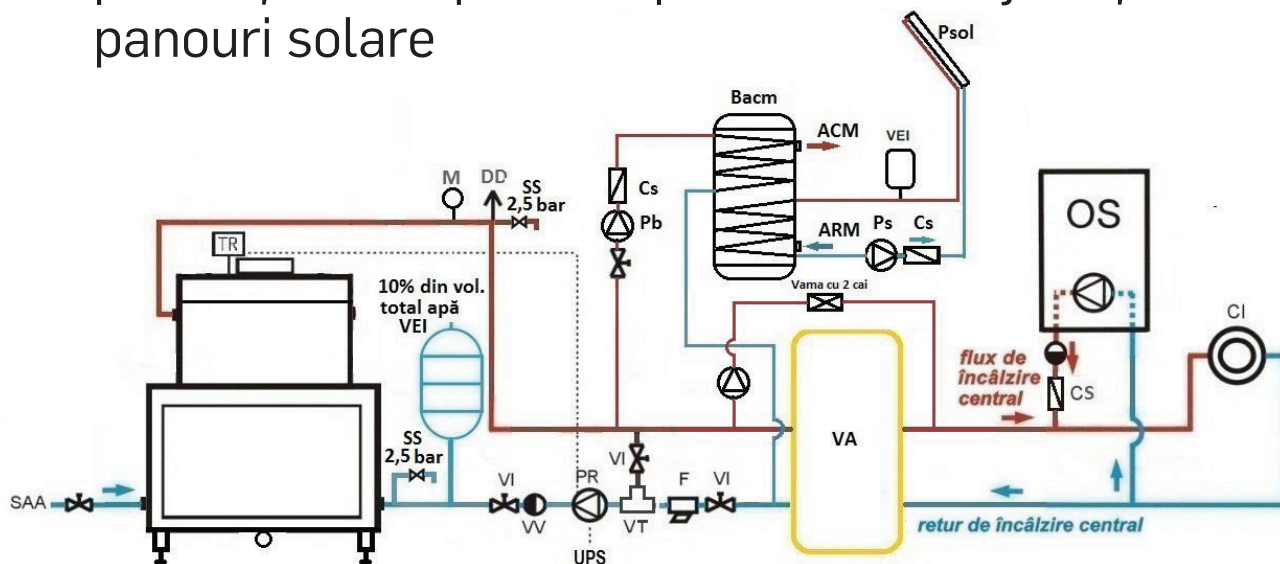 panouri solare
Psol
Bacm
ACM
VEI
Cs
Pb
ARM
Ps
Cs
Vama cu 2 cai
OS
CI
M
DD
SS
2,5 bar
TR
10% din vol.
total apă
VEI
flux de
încălzire
central
CS
VA
SS
2,5 bar
VI
SAA
VI
VV
PR
VT
F
VI
UPS
retur de încălzire central